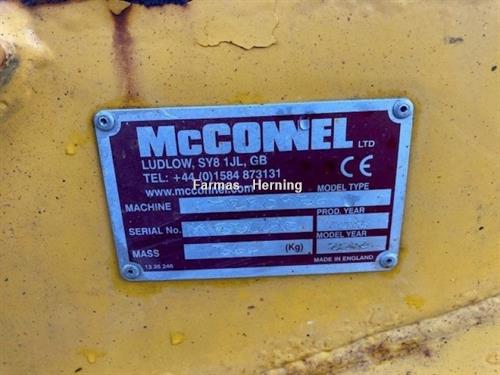 McCONNEL LTD
LUDLOW, SY8 1JL, GB
TEL: +44 (0)1584 873131
www.mcconnel.com
Farmas - Herning
MODEL TYPE
MACHINE
PROD. YEAR
SERIAL No.
MODEL YEAR
MASS (Kg)
MADE IN ENGLAND
13 35 246
CE